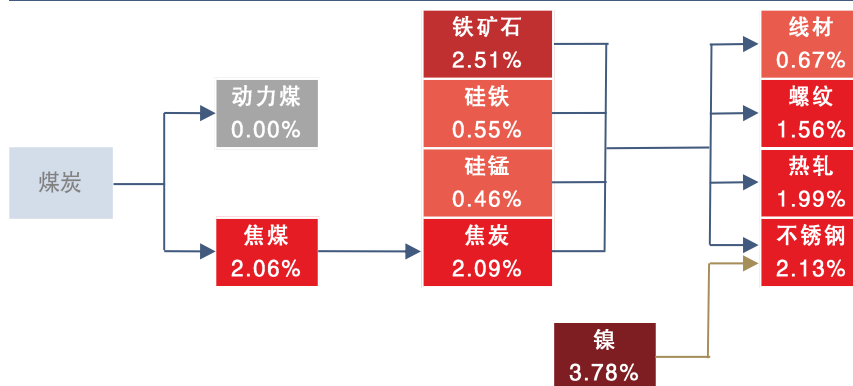 铁矿石
2.51%
线材
0.67%
动力煤
0.00%
硅铁
0.55%
螺纹
1.56%
煤炭
硅锰
0.46%
热轧
1.99%
焦煤
2.06%
焦炭
2.09%
不锈钢
2.13%
镍
3.78%